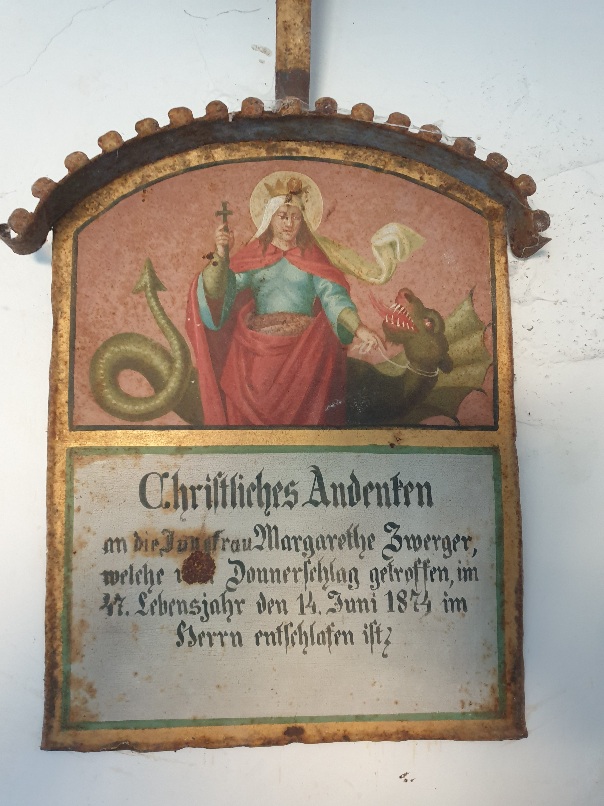 Christliches Andenken
an die Jungfrau Margarethe Zwerger,
welche Donnerschlag getroffen, im
47. Lebensjahr den 14. Juni 1874 im
Herrn entschlafen ist,